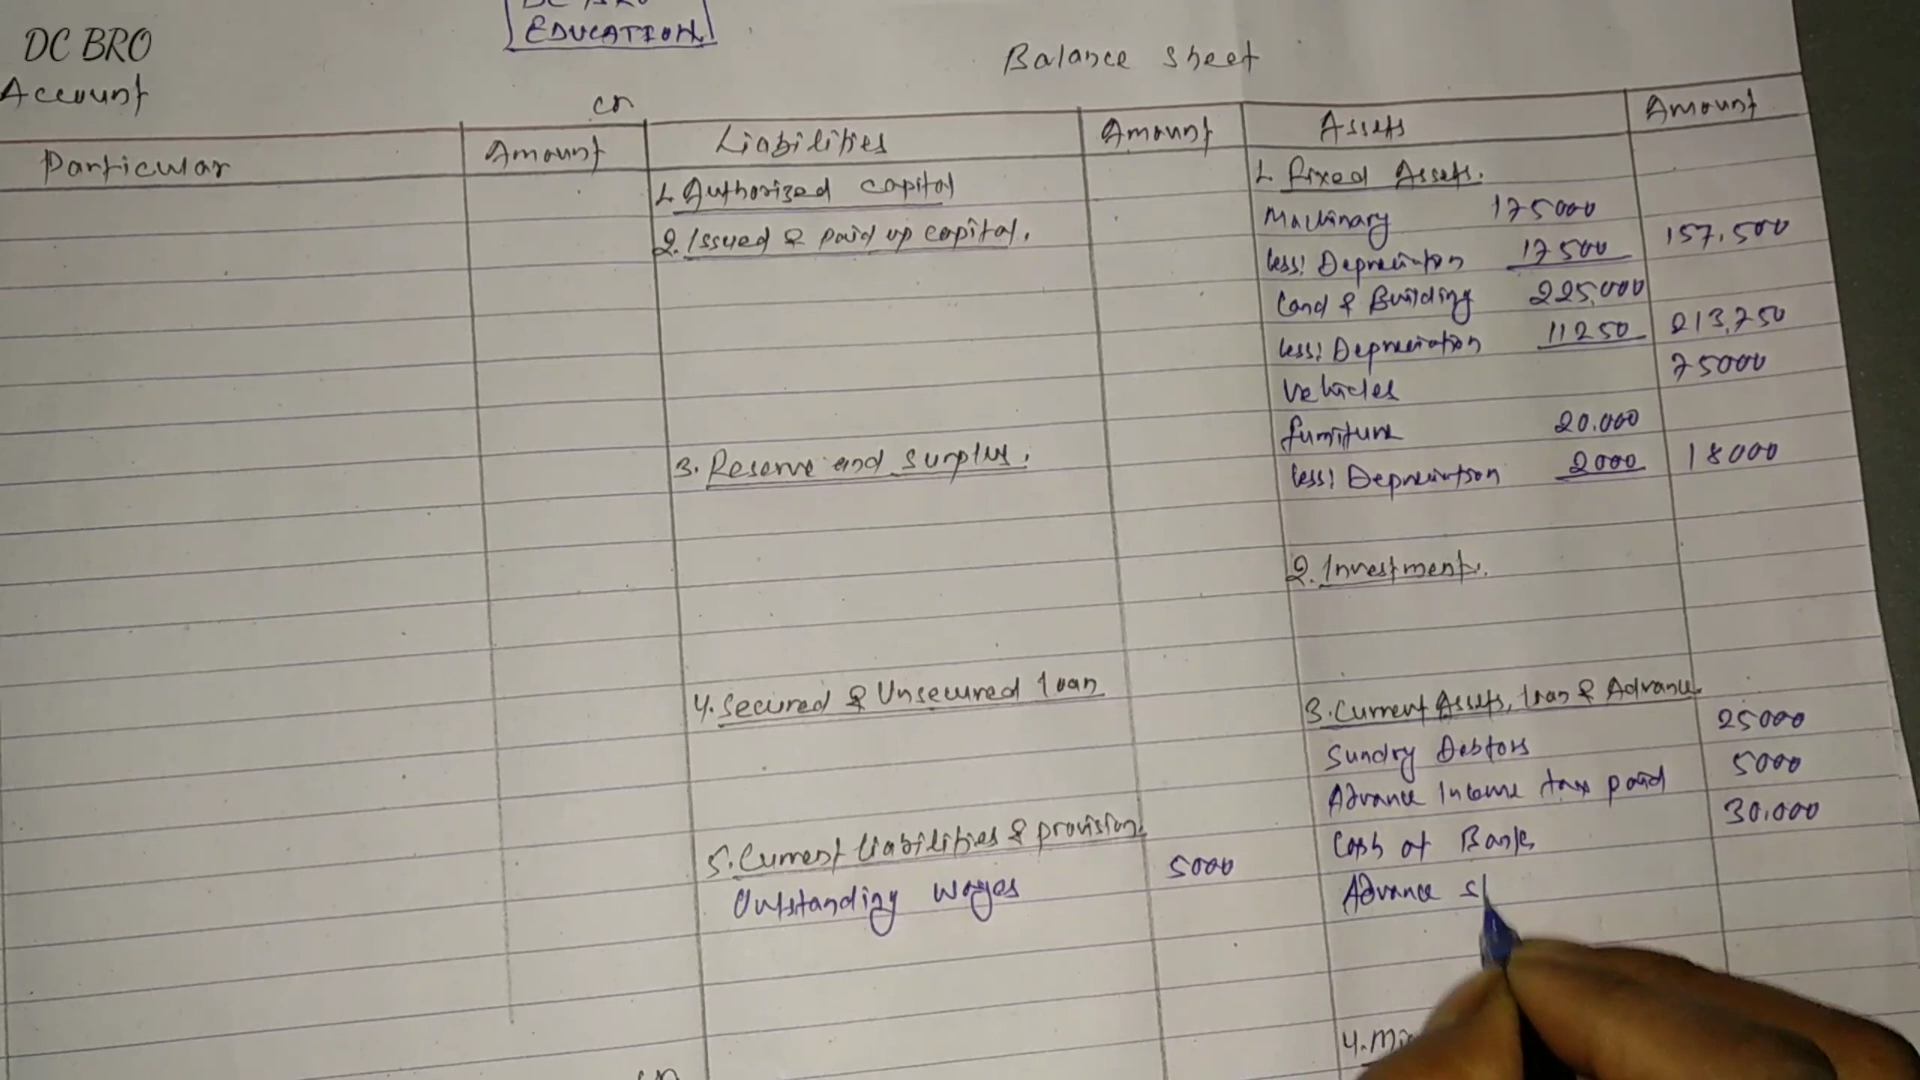 DC BRO
EDUCATION
DC BRO
Account
Cr
Balance sheet
Particular Amount Liabilities Amount Assets Amount
1. Authorized capital
2. Issued & paid up capital.
3. Reserve and surplus.
4. Secured & Unsecured loan
5. Current liabilities & provision
Outstanding wages 5000
1. Fixed Assets.
Machinary 175000
less: Depreciation 17500 157,500
Land & Building 225,000
less: Depreciation 11250 213,750
Vehicles 75000
furniture 20,000
less: Depreciation 2000 18000
2. Investment.
3. Current Assets, loan & Advance.
Sundry Debtors 25000
Advance Income tax paid 5000
Cash at Bank 30,000
Advance
4.
cr